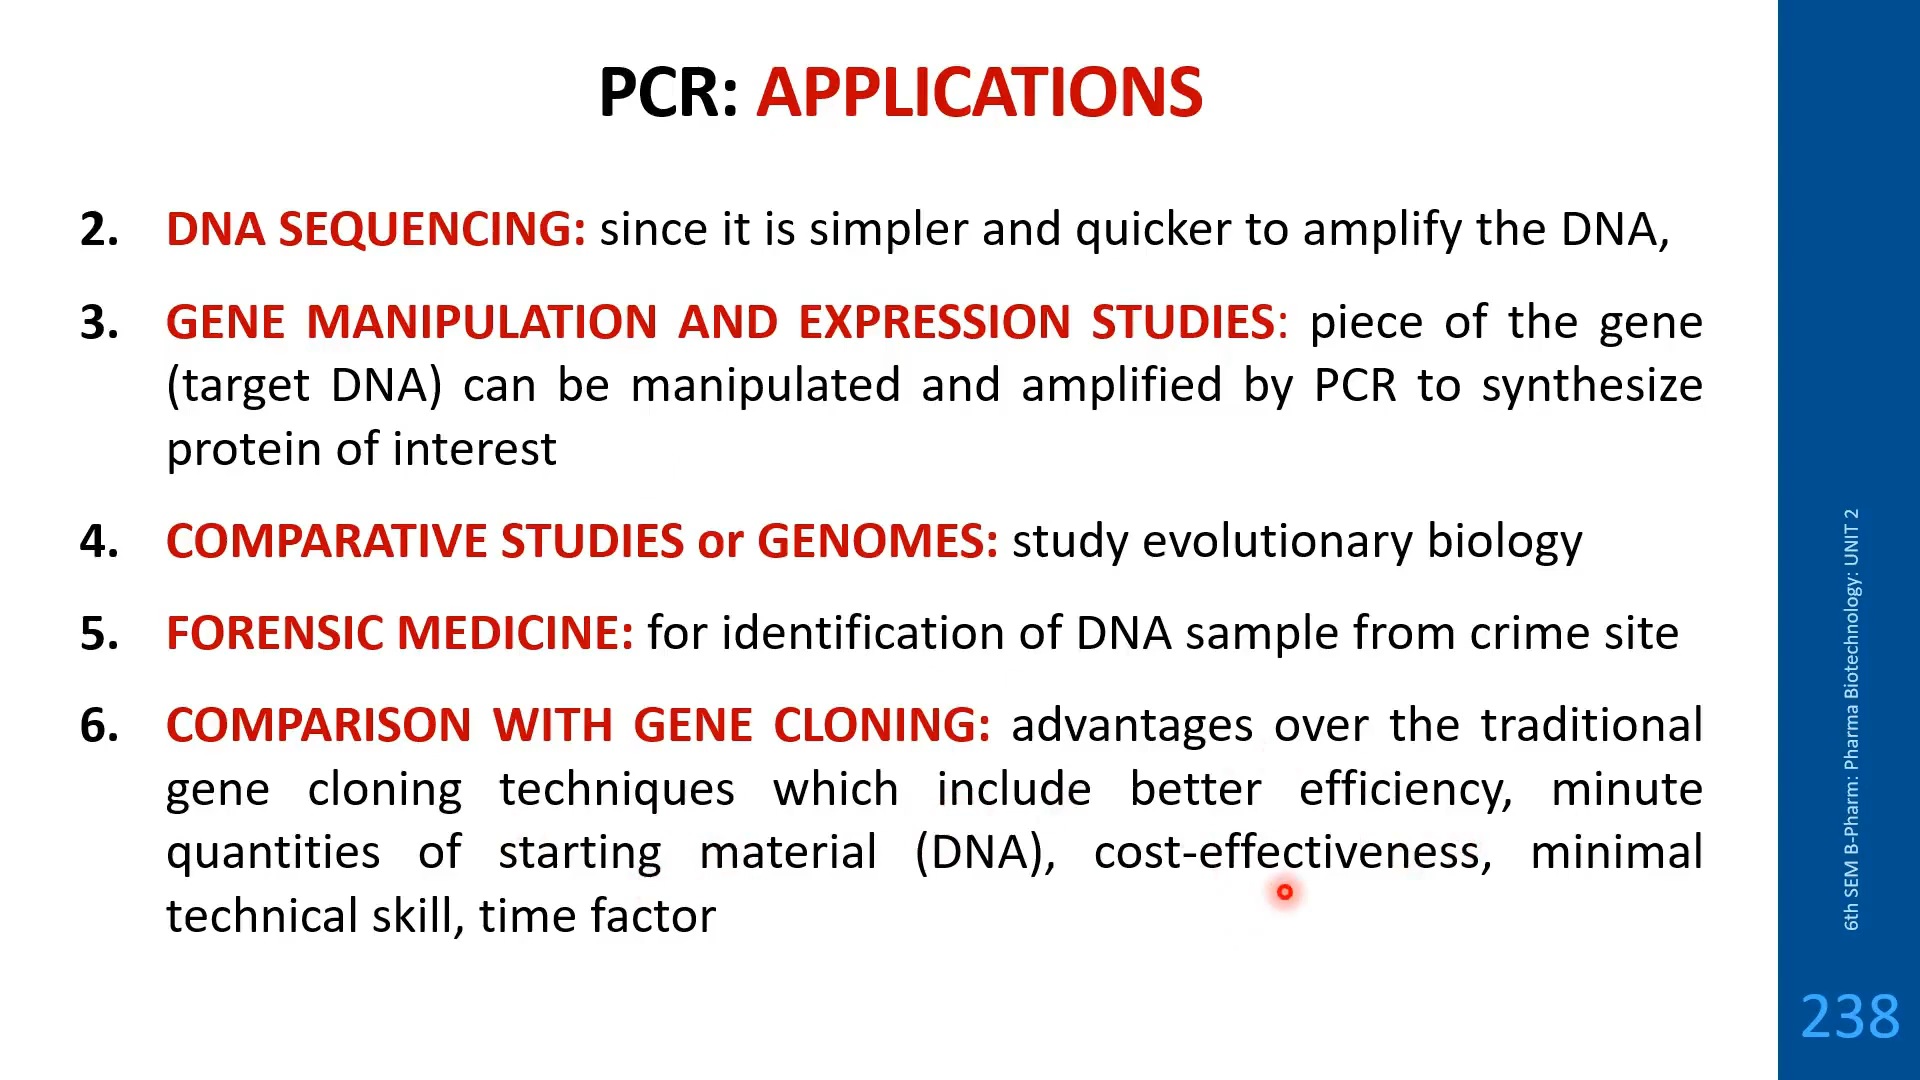 PCR: APPLICATIONS
2. DNA SEQUENCING: since it is simpler and quicker to amplify the DNA,
3. GENE MANIPULATION AND EXPRESSION STUDIES: piece of the gene
(target DNA) can be manipulated and amplified by PCR to synthesize
protein of interest
4. COMPARATIVE STUDIES or GENOMES: study evolutionary biology
5. FORENSIC MEDICINE: for identification of DNA sample from crime site
6. COMPARISON WITH GENE CLONING: advantages over the traditional
gene cloning techniques which include better efficiency, minute
quantities of starting material (DNA), cost-effectiveness, minimal
technical skill, time factor
6th SEM B-Pharm: Pharma Biotechnology: UNIT 2
238